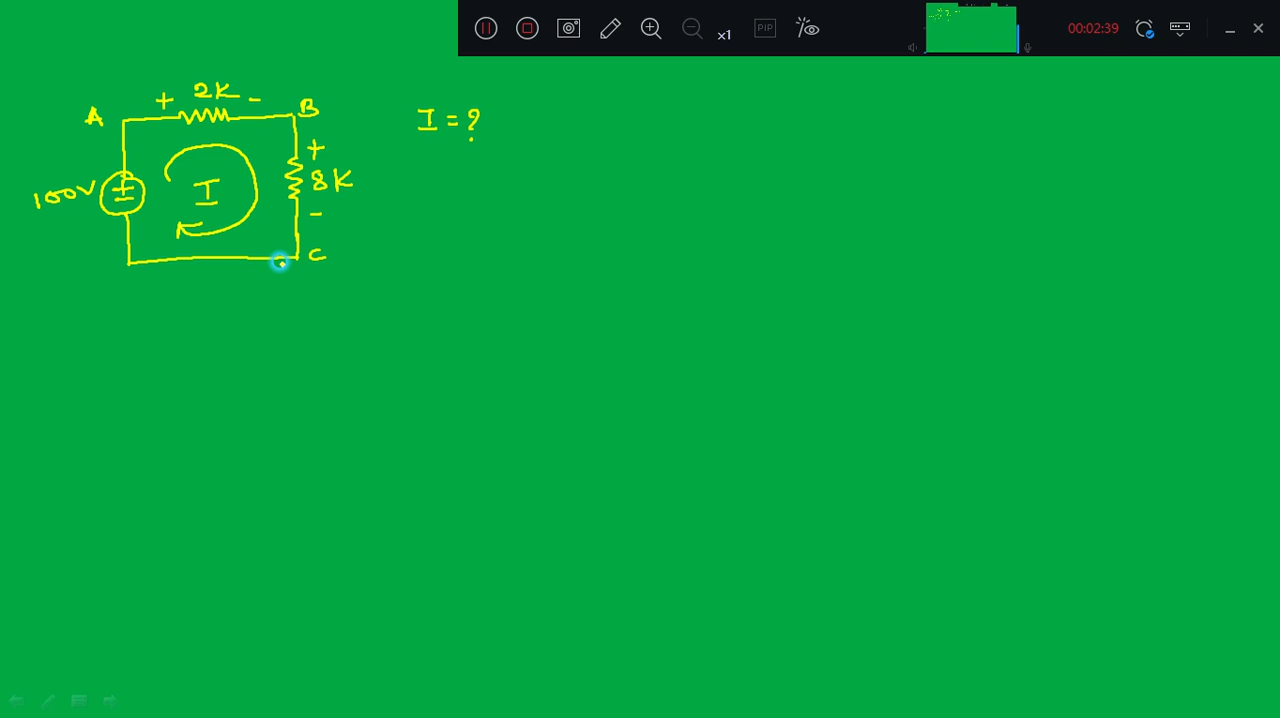 x1
PIP
00:02:39
+ 2K -
A
B
I = ?
+
100V
I
8K
-
C